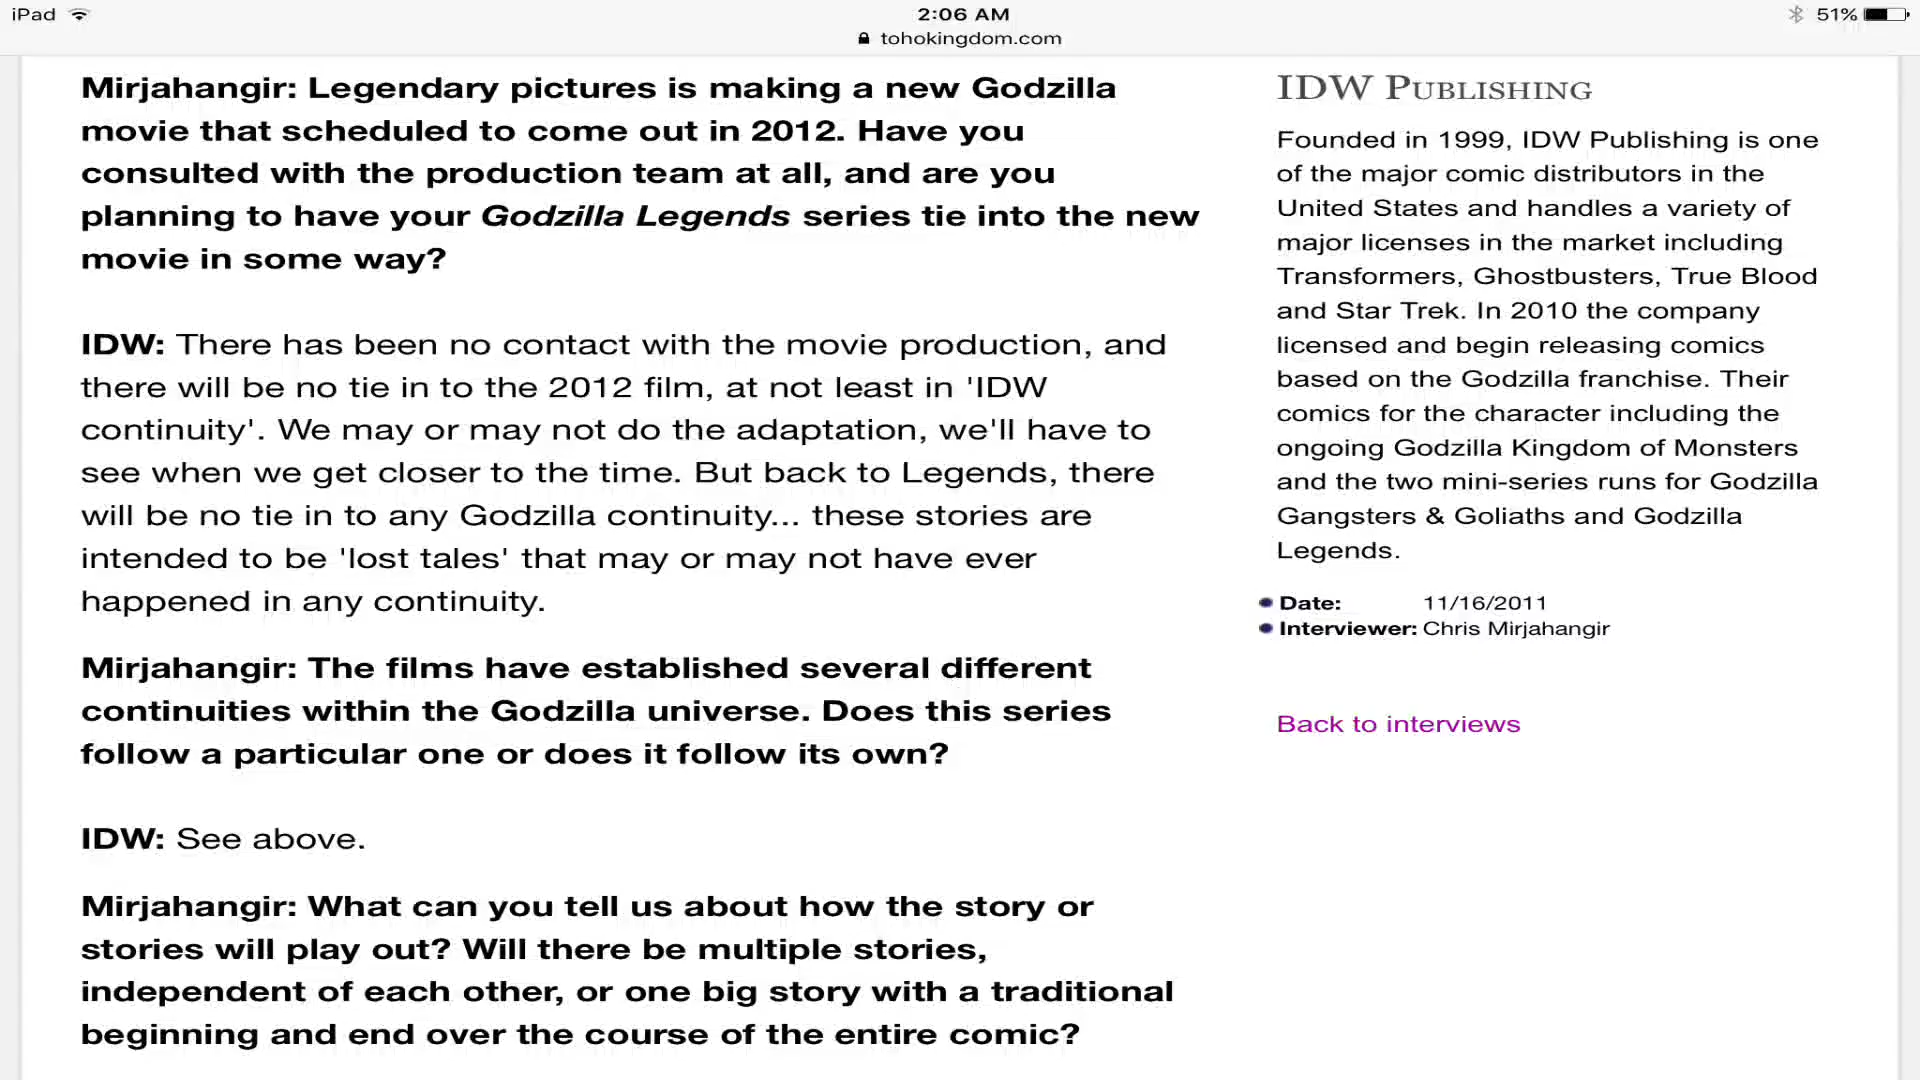 iPad
2:06 AM
51%
tohokingdom.com
Mirjahangir: Legendary pictures is making a new Godzilla
movie that scheduled to come out in 2012. Have you
consulted with the production team at all, and are you
planning to have your Godzilla Legends series tie into the new
movie in some way?
IDW: There has been no contact with the movie production, and
there will be no tie in to the 2012 film, at not least in 'IDW
continuity'. We may or may not do the adaptation, we'll have to
see when we get closer to the time. But back to Legends, there
will be no tie in to any Godzilla continuity... these stories are
intended to be 'lost tales' that may or may not have ever
happened in any continuity.
Mirjahangir: The films have established several different
continuities within the Godzilla universe. Does this series
follow a particular one or does it follow its own?
IDW: See above.
Mirjahangir: What can you tell us about how the story or
stories will play out? Will there be multiple stories,
independent of each other, or one big story with a traditional
beginning and end over the course of the entire comic?
IDW Publishing
Founded in 1999, IDW Publishing is one
of the major comic distributors in the
United States and handles a variety of
major licenses in the market including
Transformers, Ghostbusters, True Blood
and Star Trek. In 2010 the company
licensed and begin releasing comics
based on the Godzilla franchise. Their
comics for the character including the
ongoing Godzilla Kingdom of Monsters
and the two mini-series runs for Godzilla
Gangsters & Goliaths and Godzilla
Legends.
Date: 11/16/2011
Interviewer: Chris Mirjahangir
Back to interviews